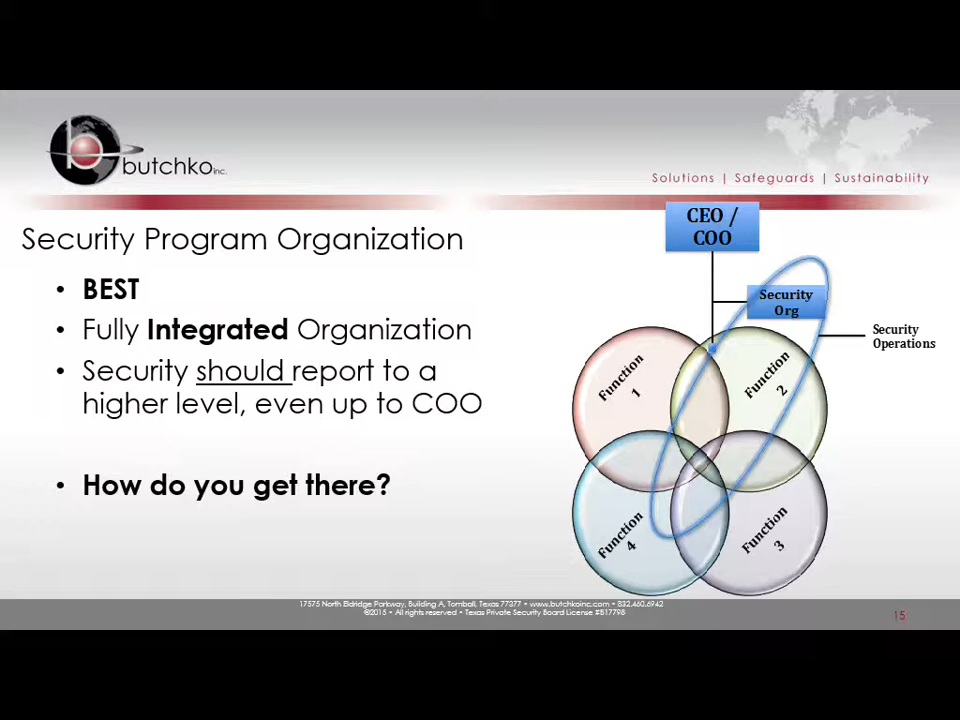 butchko inc.
Solutions | Safeguards | Sustainability
Security Program Organization
• BEST
• Fully Integrated Organization
• Security should report to a
higher level, even up to COO
• How do you get there?
CEO /
COO
Security
Org
Security
Operations
Function
1
Function
2
Function
4
Function
3
17575 North Eldridge Parkway, Building A, Tomball, Texas 77377 • www.butchkoinc.com • 832.460.6942
©2015 • All rights reserved • Texas Private Security Board License #B17798
15